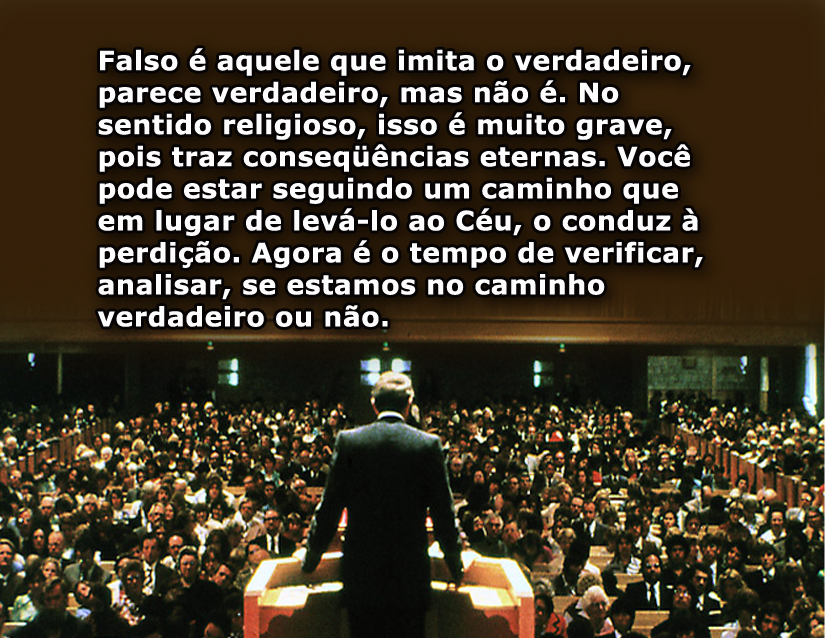 Falso é aquele que imita o verdadeiro,
parece verdadeiro, mas não é. No
sentido religioso, isso é muito grave,
pois traz conseqüências eternas. Você
pode estar seguindo um caminho que
em lugar de levá-lo ao Céu, o conduz à
perdição. Agora é o tempo de verificar,
analisar, se estamos no caminho
verdadeiro ou não.